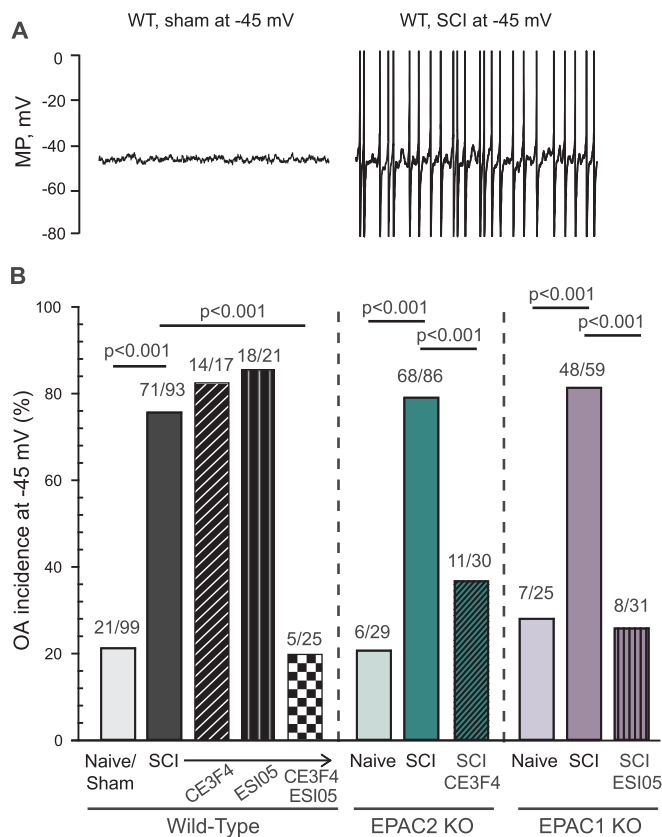 A
WT, sham at -45 mV
WT, SCI at -45 mV
MP, mV
0
-20
-40
-60
-80
B
OA incidence at -45 mV (%)
100
80
60
40
20
0
p<0.001
p<0.001
p<0.001
p<0.001
p<0.001
p<0.001
21/99
71/93
14/17
18/21
5/25
6/29
68/86
11/30
7/25
48/59
8/31
Naive/
Sham
SCI
CE3F4
ESI05
CE3F4
ESI05
Naive
SCI
SCI
CE3F4
Naive
SCI
SCI
ESI05
Wild-Type
EPAC2 KO
EPAC1 KO